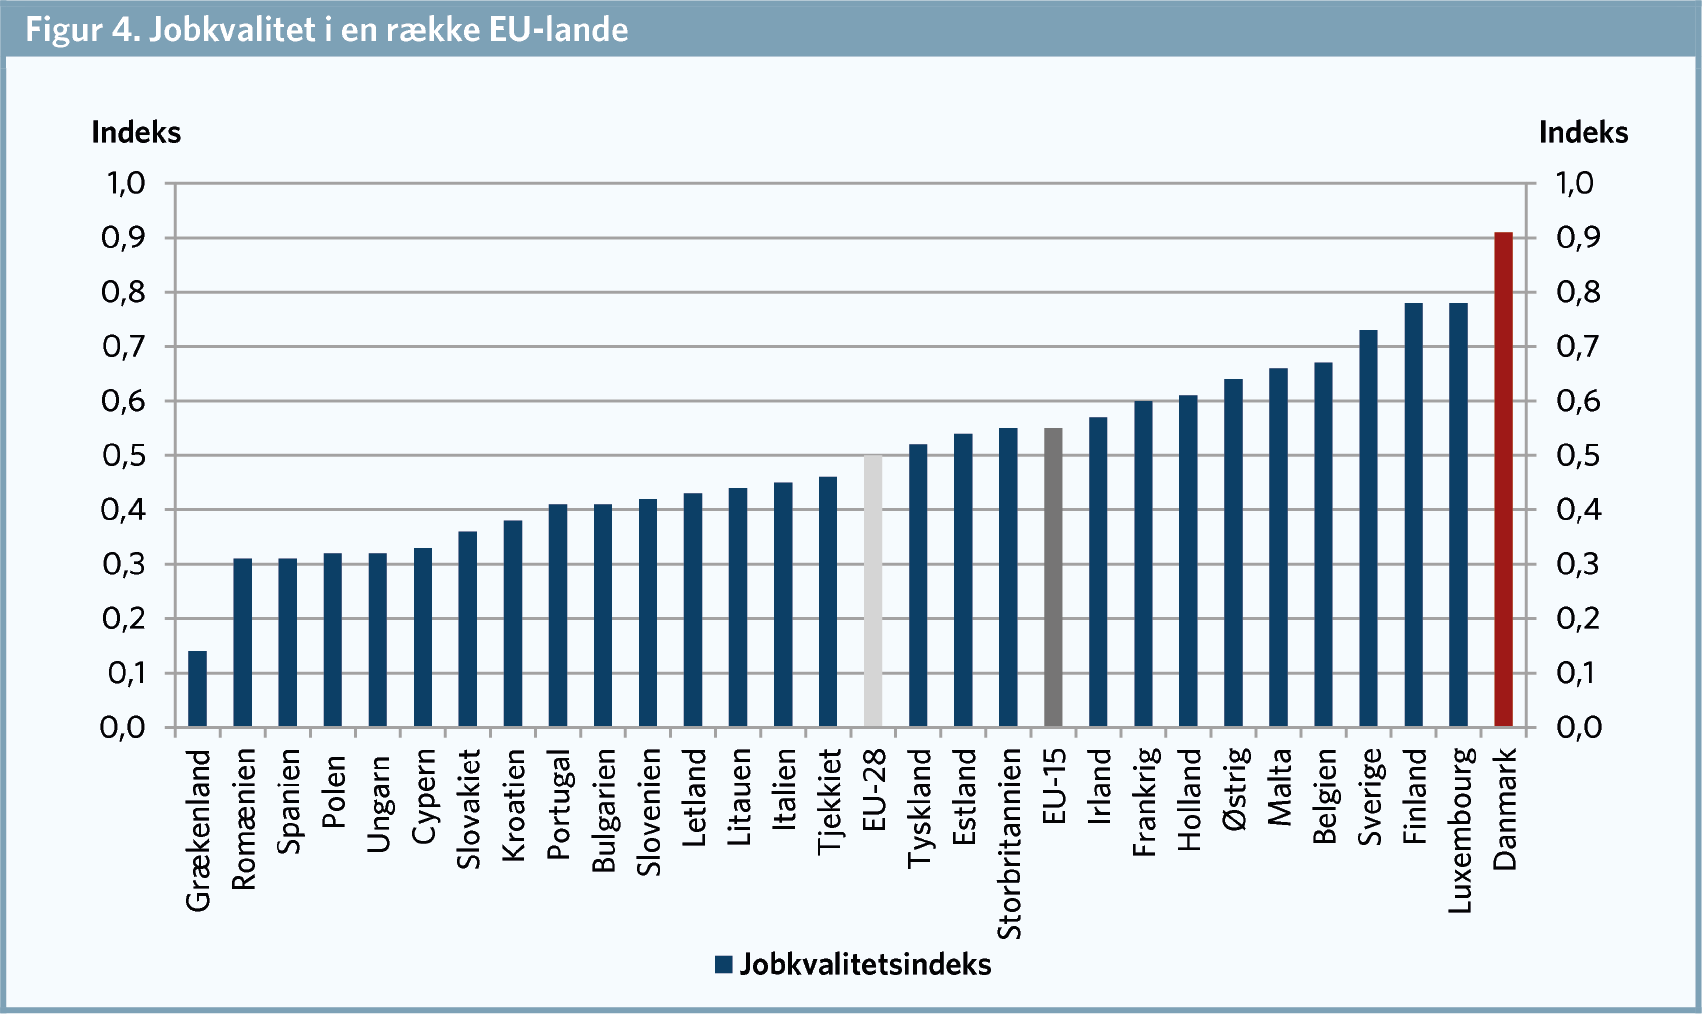 Figur 4. Jobkvalitet i en række EU-lande
Indeks
Indeks
1,0
1,0
0,9
0,9
0,8
0,8
0,7
0,7
0,6
0,6
0,5
0,5
0,4
0,4
0,3
0,3
0,2
0,2
0,1
0,1
0,0
0,0
Grækenland
Romænien
Spanien
Polen
Ungarn
Cypern
Slovakiet
Kroatien
Portugal
Bulgarien
Slovenien
Letland
Litauen
Italien
Tjekkiet
EU-28
Tyskland
Estland
Storbritannien
EU-15
Irland
Frankrig
Holland
Østrig
Malta
Belgien
Sverige
Finland
Luxembourg
Danmark
Jobkvalitetsindeks